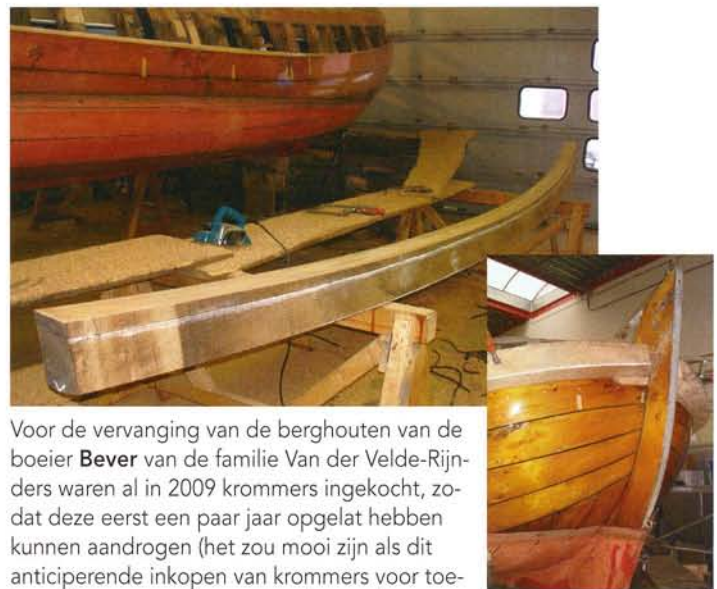 Voor de vervanging van de berghouten van de
boeier Bever van de familie Van der Velde-Rijn-
ders waren al in 2009 krommers ingekocht, zo-
dat deze eerst een paar jaar opgelat hebben
kunnen aandrogen (het zou mooi zijn als dit
anticiperende inkopen van krommers voor toe-